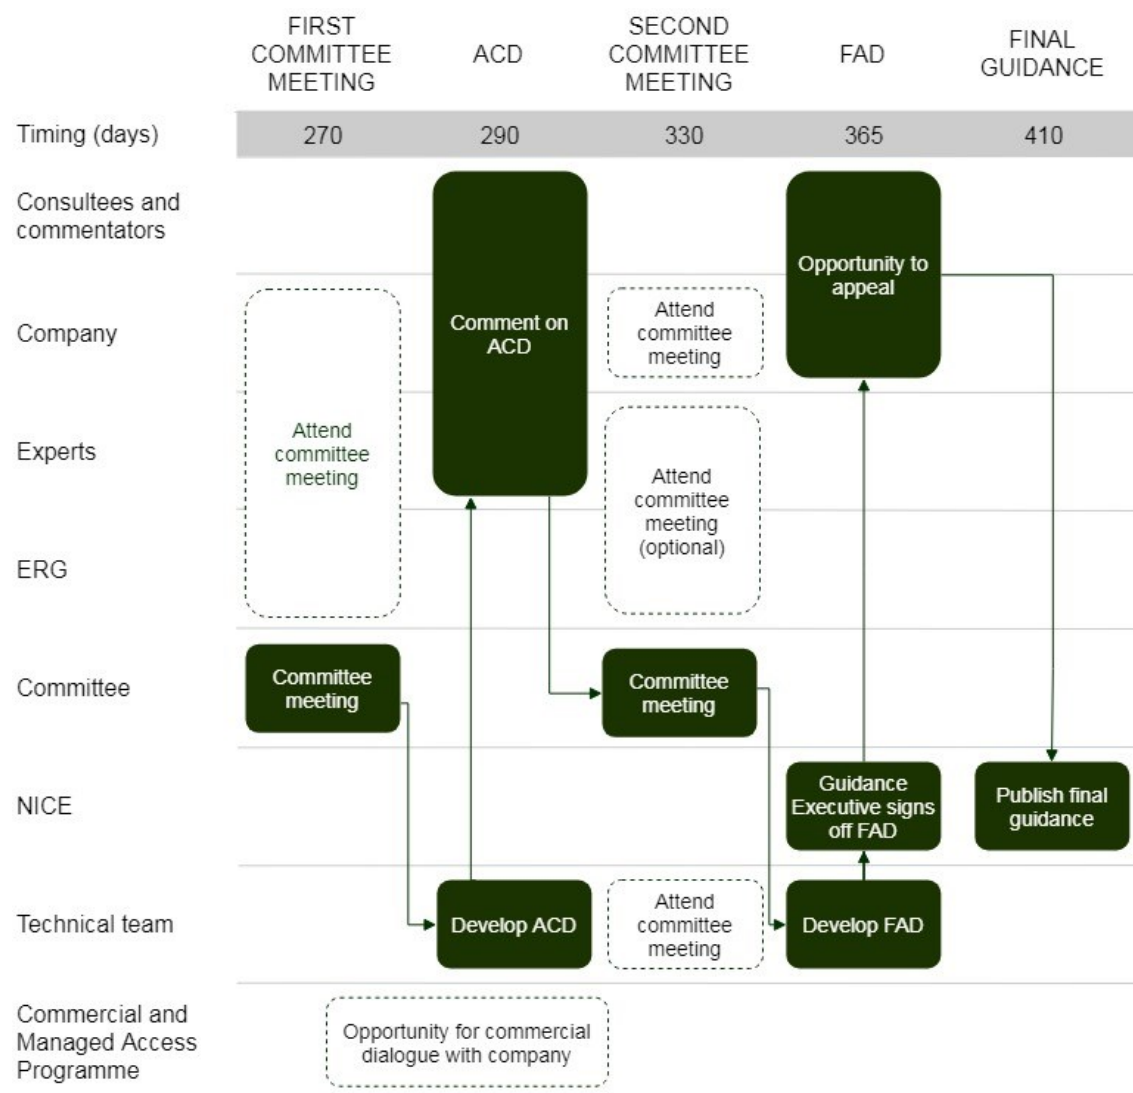 FIRST
COMMITTEE
MEETING
ACD
SECOND
COMMITTEE
MEETING
FAD
FINAL
GUIDANCE
Timing (days)
270
290
330
365
410
Consultees and
commentators
Opportunity to
appeal
Company
Comment on
ACD
Attend
committee
meeting
Experts
Attend
committee
meeting
Attend
committee
meeting
(optional)
ERG
Committee
Committee
meeting
Committee
meeting
NICE
Guidance
Executive signs
off FAD
Publish final
guidance
Technical team
Develop ACD
Attend
committee
meeting
Develop FAD
Commercial and
Managed Access
Programme
Opportunity for commercial
dialogue with company